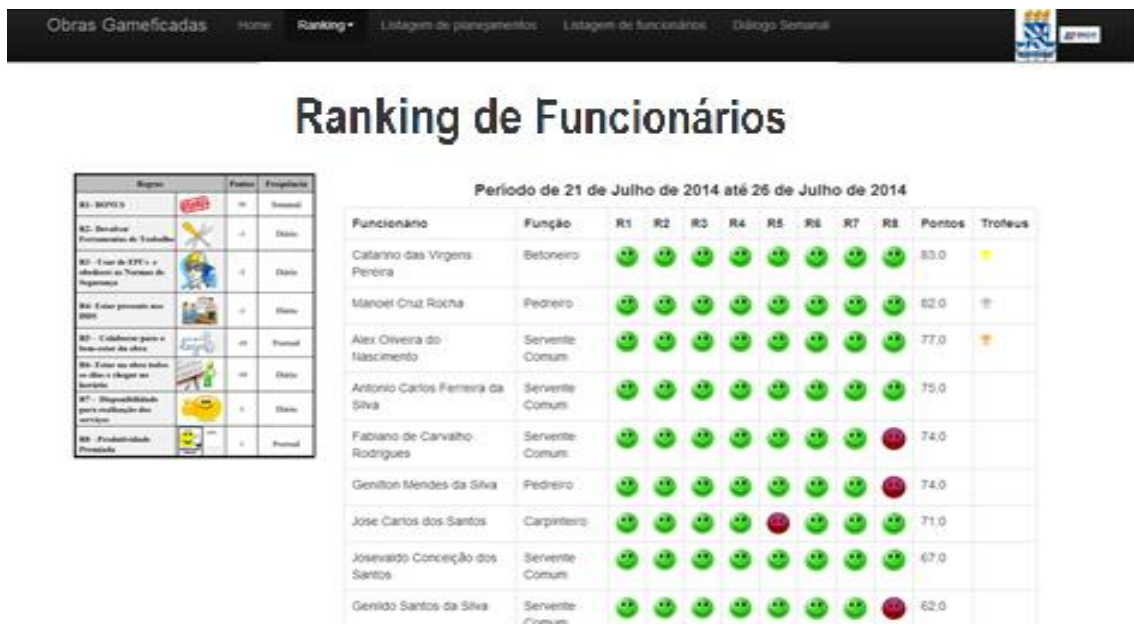 Obras Gameficadas Home Ranking Listagem de planejamentos Listagem de funcionários Diálogo Semanal
Ranking de Funcionários
Regras Pontos Frequência
R1- BONUS Semanal
R2- Devolver
Ferramentas de Trabalho Diário
R3 - Usar de EPI's e
obedecer as Normas de
Segurança Diário
R4- Estar presente nos
DDS Diário
R5 - Colaborar para o
bem-estar da obra Pontual
R6- Estar na obra todos
os dias e chegar no
horário Diário
R7 - Disponibilidade
para realização dos
serviços Diário
R8 - Produtividade
Premiada Pontual
Período de 21 de Julho de 2014 até 26 de Julho de 2014
Funcionário Função R1 R2 R3 R4 R5 R6 R7 R8 Pontos Trofeus
Catarino das Virgens
Pereira Betoneiro 83.0
Manoel Cruz Rocha Pedreiro 82.0
Alex Oliveira do
Nascimento Servente
Comum 77.0
Antonio Carlos Ferreira da
Silva Servente
Comum 75.0
Fabiano de Carvalho
Rodrigues Servente
Comum 74.0
Genilton Mendes da Silva Pedreiro 74.0
Jose Carlos dos Santos Carpinteiro 71.0
Josevaldo Conceição dos
Santos Servente
Comum 67.0
Genildo Santos da Silva Servente
Comum 62.0